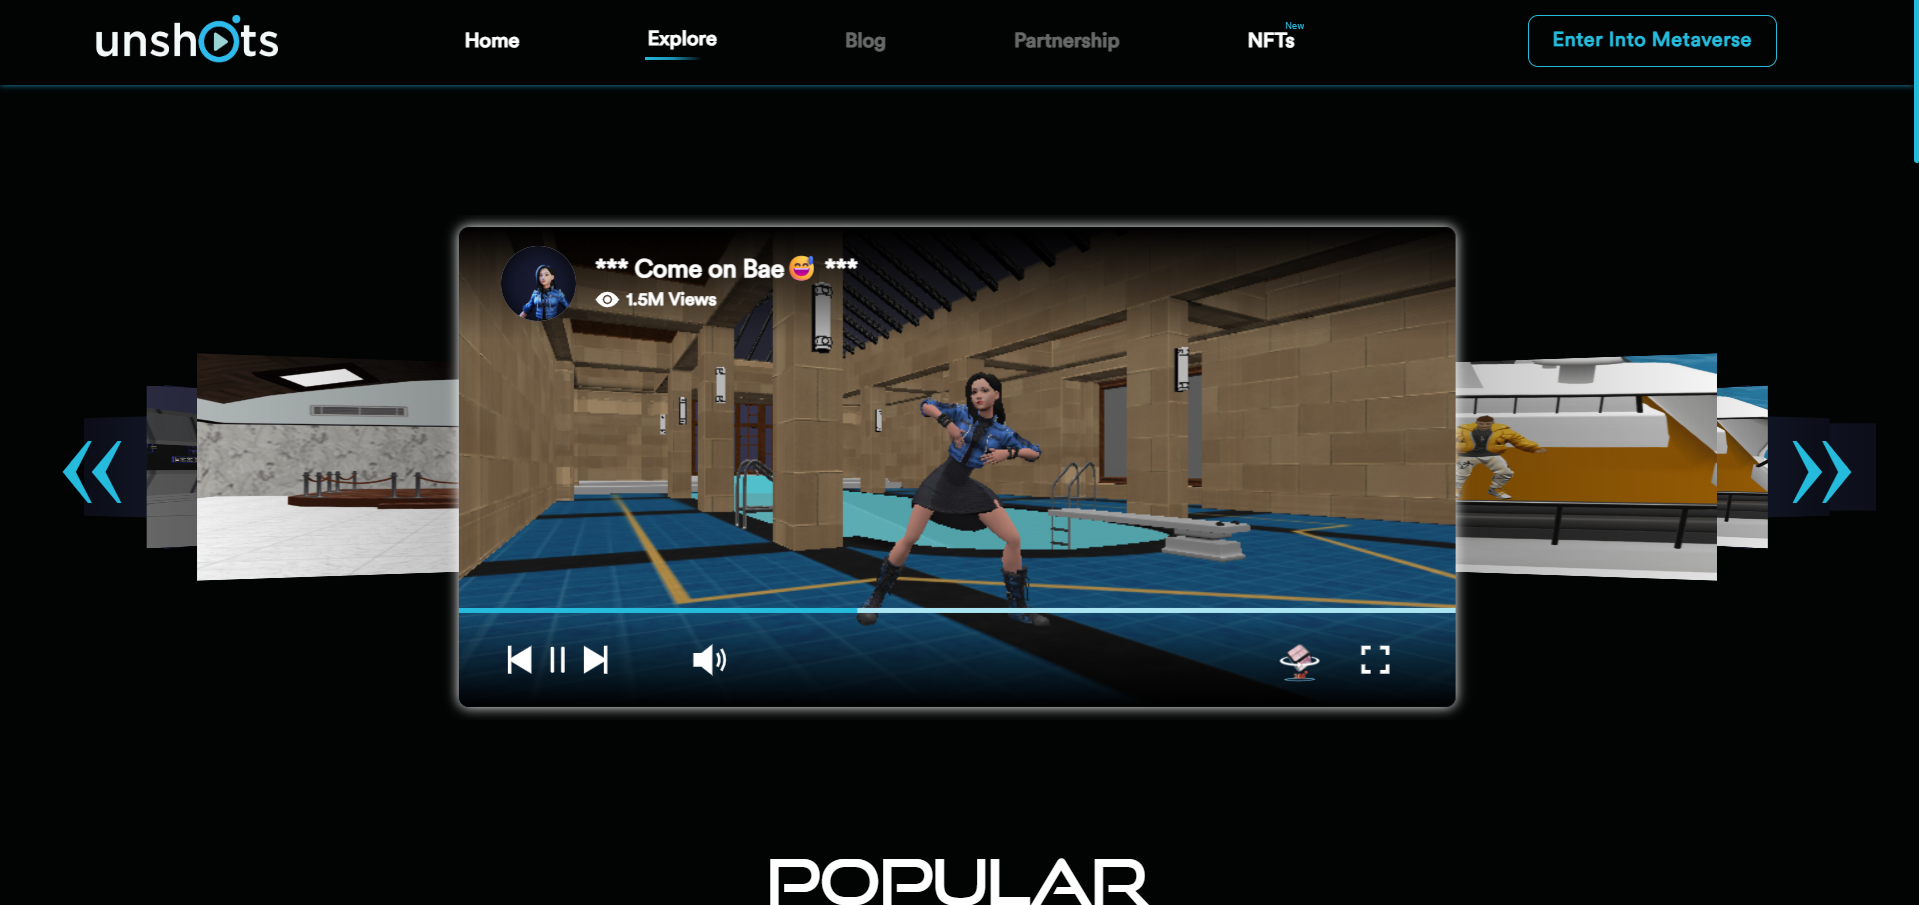 unshots
Home
Explore
Blog
Partnership
NFTs
New
Enter Into Metaverse
*** Come on Bae😅 ***
1.5M Views
POPULAR